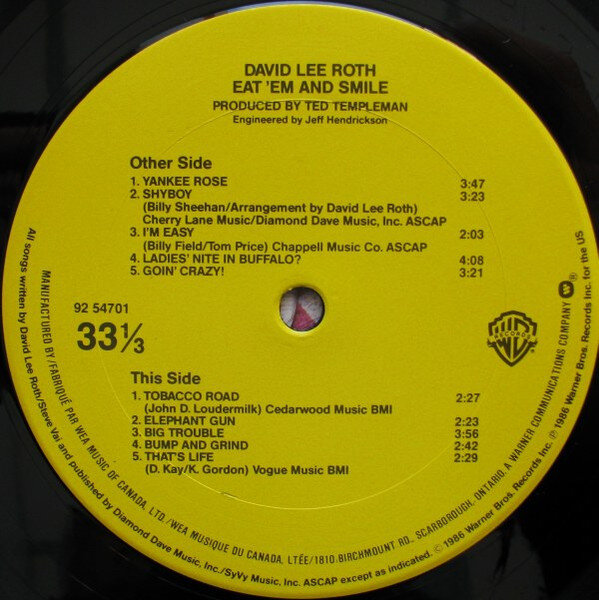 DAVID LEE ROTH
EAT 'EM AND SMILE
PRODUCED BY TED TEMPLEMAN
Engineered by Jeff Hendrickson
Other Side
1. YANKEE ROSE 3:47
2. SHYBOY 3:23
(Billy Sheehan/Arrangement by David Lee Roth)
Cherry Lane Music/Diamond Dave Music, Inc. ASCAP
3. I'M EASY 2:03
(Billy Field/Tom Price) Chappell Music Co. ASCAP
4. LADIES' NITE IN BUFFALO? 4:08
5. GOIN' CRAZY! 3:21
92 54701
33⅓
WB
RECORDS
This Side
1. TOBACCO ROAD 2:27
(John D. Loudermilk) Cedarwood Music BMI
2. ELEPHANT GUN 2:23
3. BIG TROUBLE 3:56
4. BUMP AND GRIND 2:42
5. THAT'S LIFE 2:29
(D. Kay/K. Gordon) Vogue Music BMI
MANUFACTURED BY/FABRIQUÉ PAR WEA MUSIC OF CANADA, LTD./WEA MUSIQUE DU CANADA, LTÉE/1810 BIRCHMOUNT RD., SCARBOROUGH, ONTARIO. A WARNER COMMUNICATIONS COMPANY ®
All songs written by David Lee Roth/Steve Vai and published by Diamond Dave Music, Inc./SyVy Music, Inc. ASCAP except as indicated. © 1986 Warner Bros. Records Inc. ℗ 1986 Warner Bros. Records Inc. for the US